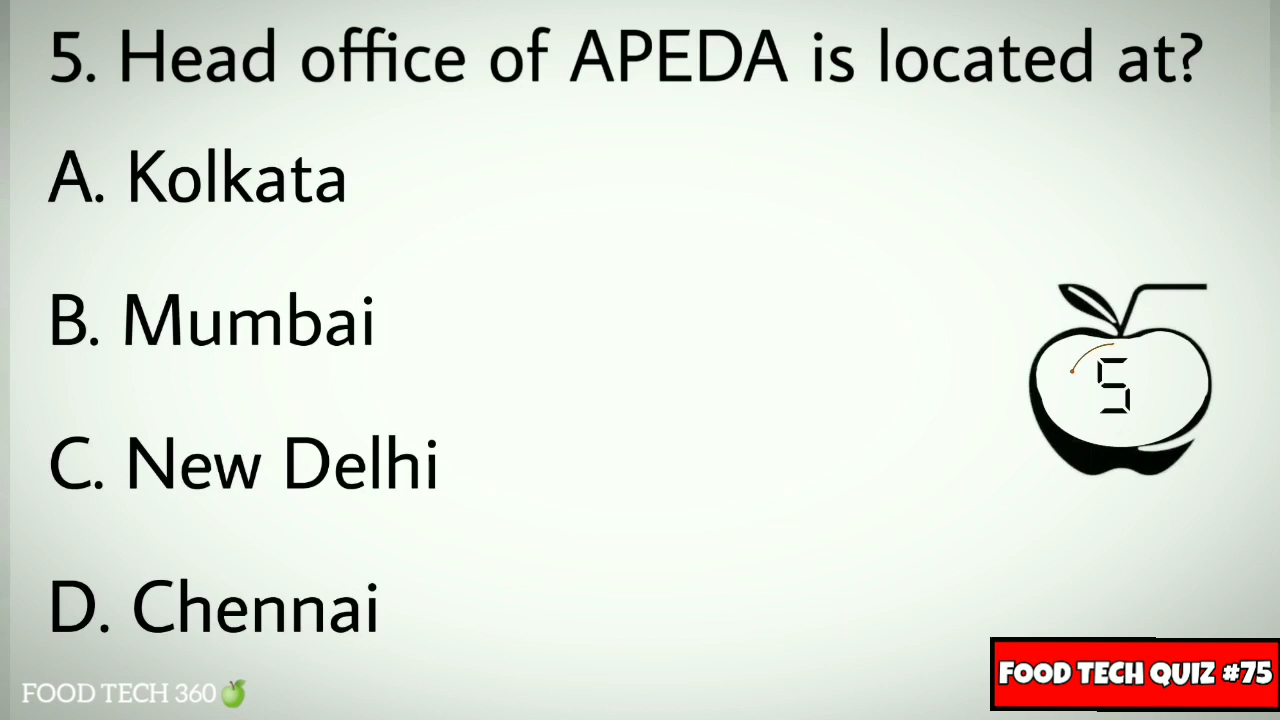 5. Head office of APEDA is located at?
A. Kolkata
B. Mumbai
C. New Delhi
D. Chennai
5
FOOD TECH 360🍏
FOOD TECH QUIZ #75